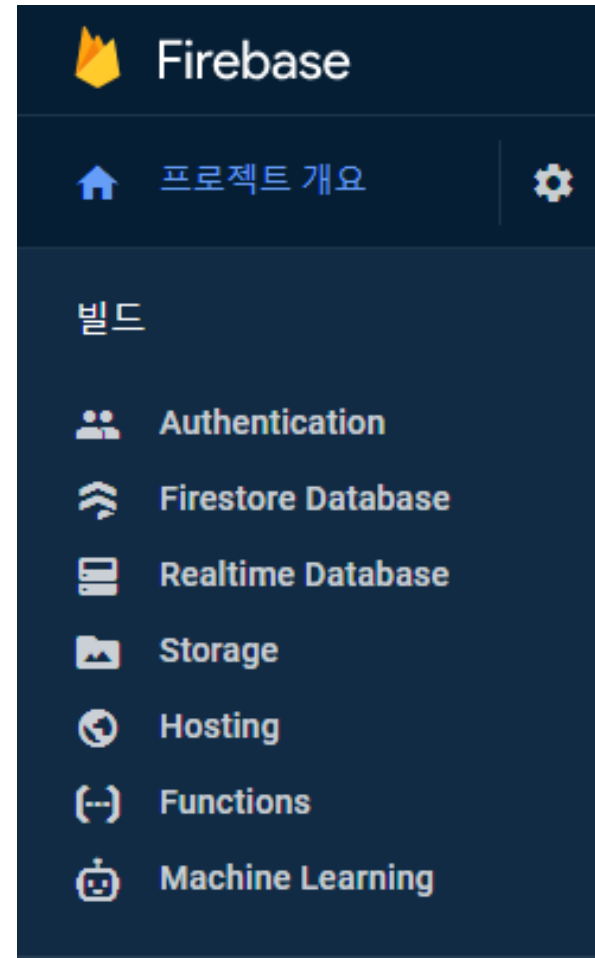 Firebase
프로젝트 개요
빌드
Authentication
Firestore Database
Realtime Database
Storage
Hosting
Functions
Machine Learning